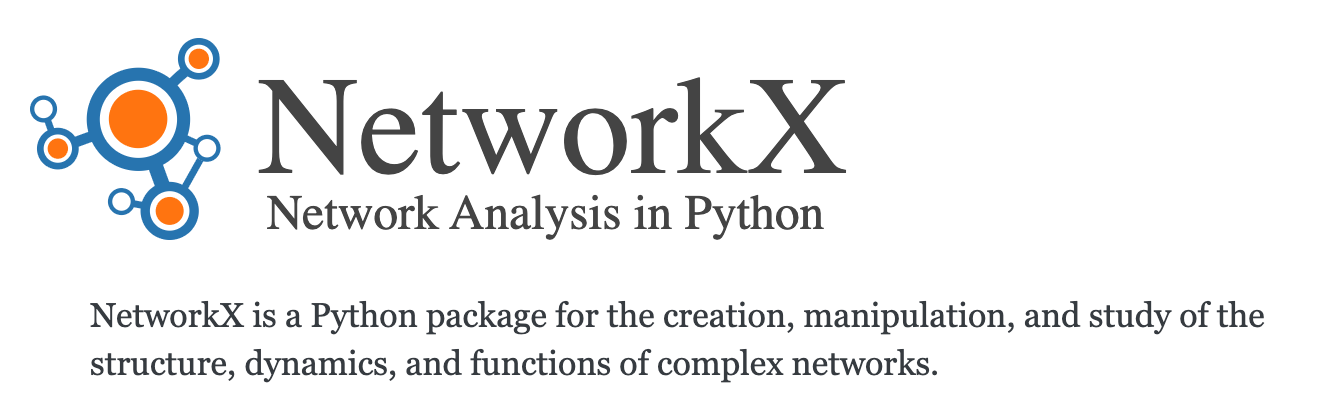 NetworkX
Network Analysis in Python
NetworkX is a Python package for the creation, manipulation, and study of the
structure, dynamics, and functions of complex networks.